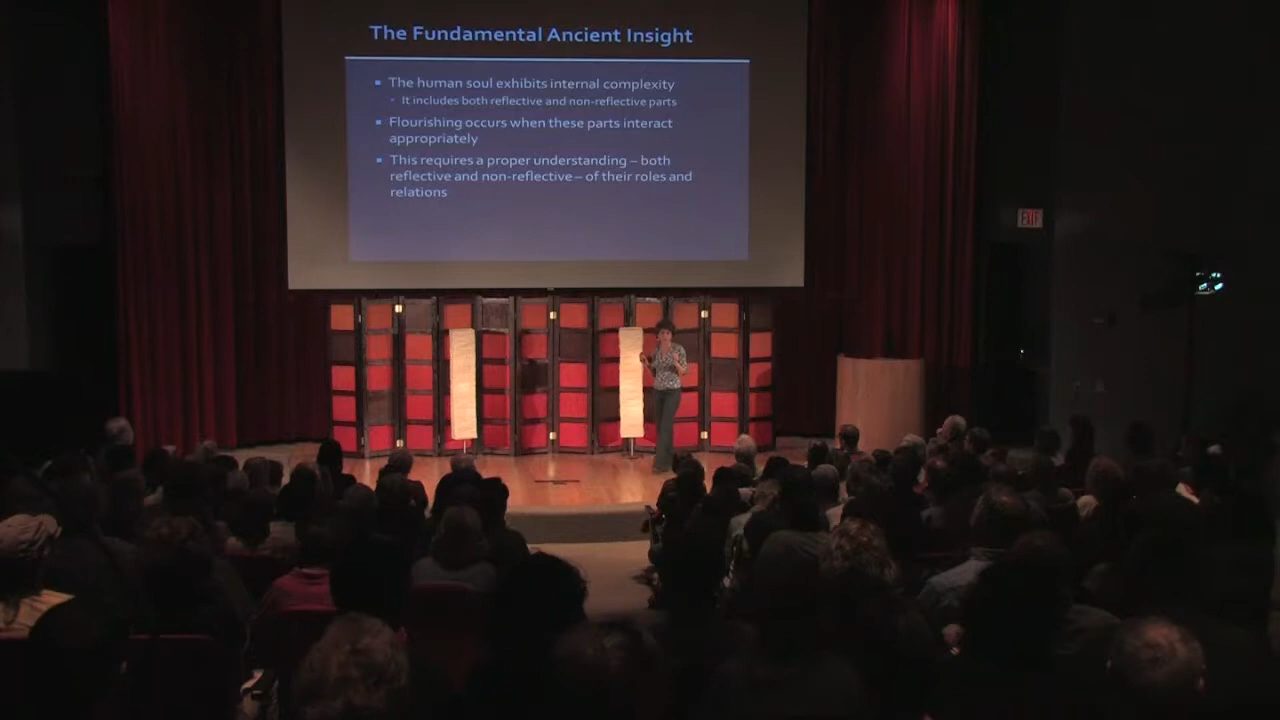 The Fundamental Ancient Insight
▪ The human soul exhibits internal complexity
- It includes both reflective and non-reflective parts
▪ Flourishing occurs when these parts interact
appropriately
▪ This requires a proper understanding – both
reflective and non-reflective – of their roles and
relations
EXIT